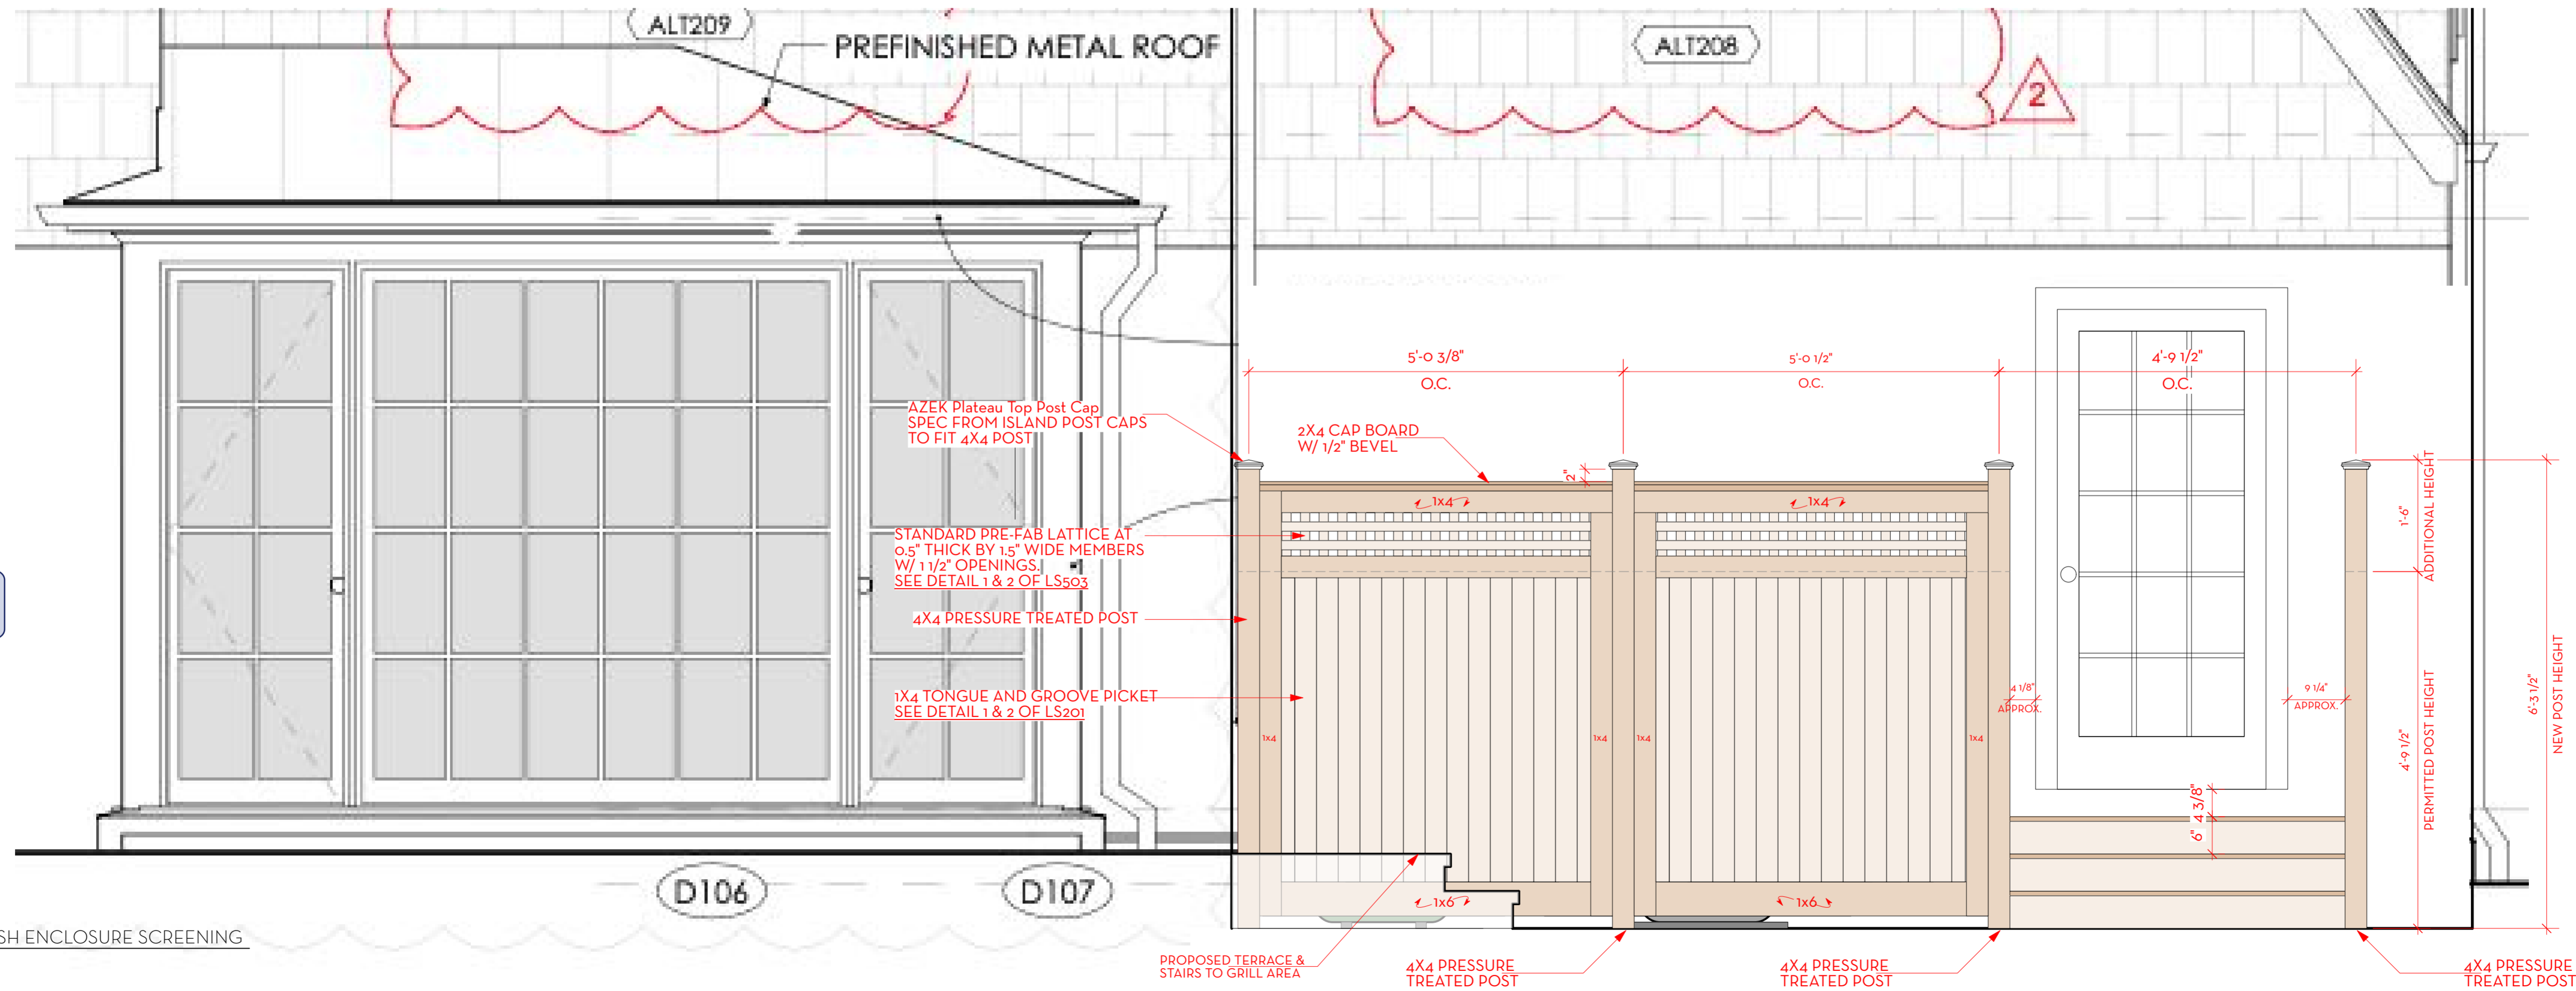 ALT209
PREFINISHED METAL ROOF
ALT208
2
5'-0 3/8"
O.C.
5'-0 1/2"
O.C.
4'-9 1/2"
O.C.
AZEK Plateau Top Post Cap
SPEC FROM ISLAND POST CAPS
TO FIT 4X4 POST
2X4 CAP BOARD
W/ 1/2" BEVEL
2"
1x4
1x4
STANDARD PRE-FAB LATTICE AT
0.5" THICK BY 1.5" WIDE MEMBERS
W/ 1 1/2" OPENINGS.
SEE DETAIL 1 & 2 OF LS503
4X4 PRESSURE TREATED POST
1X4 TONGUE AND GROOVE PICKET
SEE DETAIL 1 & 2 OF LS201
1x4
1x4
1x4
1x4
4 1/8"
APPROX.
9 1/4"
APPROX.
1'-6"
ADDITIONAL HEIGHT
4'-9 1/2"
PERMITTED POST HEIGHT
6'-3 1/2"
NEW POST HEIGHT
4 3/8"
6"
1x6
1x6
D106
D107
SH ENCLOSURE SCREENING
PROPOSED TERRACE &
STAIRS TO GRILL AREA
4X4 PRESSURE
TREATED POST
4X4 PRESSURE
TREATED POST
4X4 PRESSURE
TREATED POST